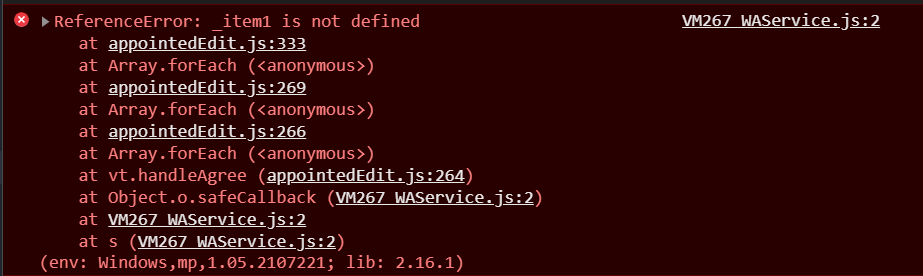 ReferenceError: _item1 is not defined VM267 WAService.js:2
at appointedEdit.js:333
at Array.forEach (<anonymous>)
at appointedEdit.js:269
at Array.forEach (<anonymous>)
at appointedEdit.js:266
at Array.forEach (<anonymous>)
at vt.handleAgree (appointedEdit.js:264)
at Object.o.safeCallback (VM267 WAService.js:2)
at VM267 WAService.js:2
at s (VM267 WAService.js:2)
(env: Windows,mp,1.05.2107221; lib: 2.16.1)